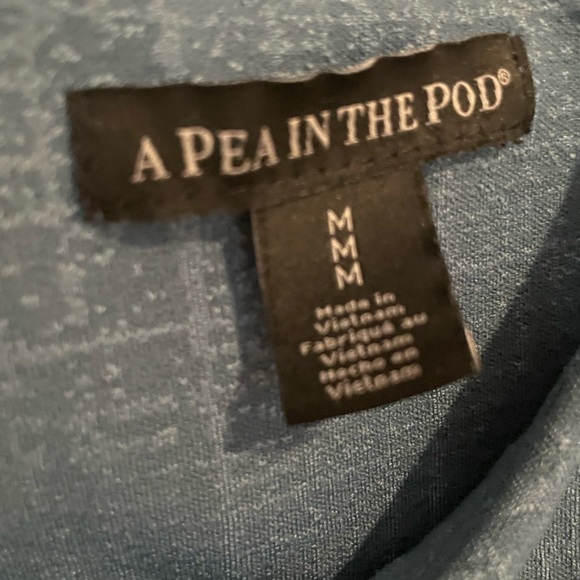 A PEA IN THE POD®
M
M
M
Made in
Vietnam
Fabriqué au
Vietnam
Hecho en
Vietnam